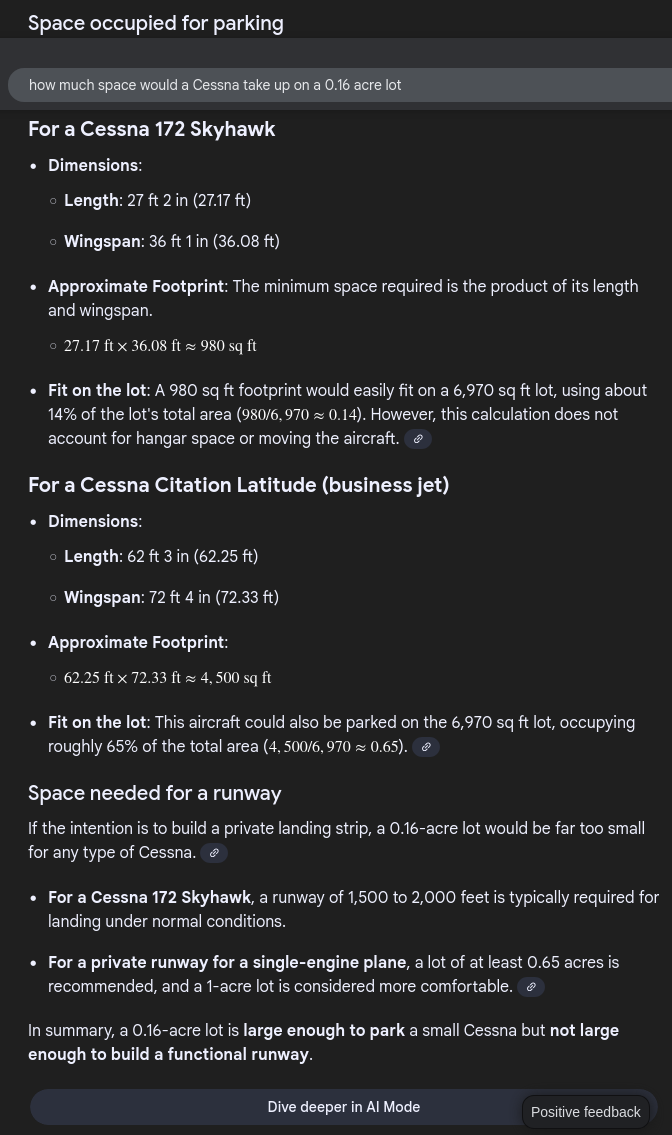 Space occupied for parking
how much space would a Cessna take up on a 0.16 acre lot
For a Cessna 172 Skyhawk
• Dimensions:
○ Length: 27 ft 2 in (27.17 ft)
○ Wingspan: 36 ft 1 in (36.08 ft)
• Approximate Footprint: The minimum space required is the product of its length
and wingspan.
○ 27.17 ft × 36.08 ft ≈ 980 sq ft
• Fit on the lot: A 980 sq ft footprint would easily fit on a 6,970 sq ft lot, using about
14% of the lot's total area (980/6, 970 ≈ 0.14). However, this calculation does not
account for hangar space or moving the aircraft.
For a Cessna Citation Latitude (business jet)
• Dimensions:
○ Length: 62 ft 3 in (62.25 ft)
○ Wingspan: 72 ft 4 in (72.33 ft)
• Approximate Footprint:
○ 62.25 ft × 72.33 ft ≈ 4, 500 sq ft
• Fit on the lot: This aircraft could also be parked on the 6,970 sq ft lot, occupying
roughly 65% of the total area (4, 500/6, 970 ≈ 0.65).
Space needed for a runway
If the intention is to build a private landing strip, a 0.16-acre lot would be far too small
for any type of Cessna.
• For a Cessna 172 Skyhawk, a runway of 1,500 to 2,000 feet is typically required for
landing under normal conditions.
• For a private runway for a single-engine plane, a lot of at least 0.65 acres is
recommended, and a 1-acre lot is considered more comfortable.
In summary, a 0.16-acre lot is large enough to park a small Cessna but not large
enough to build a functional runway.
Dive deeper in AI Mode
Positive feedback